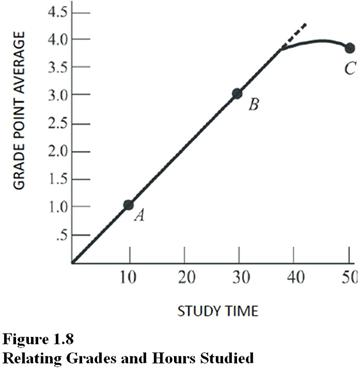 GRADE POINT AVERAGE
4.5
4.0
3.5
3.0
2.5
2.0
1.5
1.0
.5
A
B
C
10 20 30 40 50
STUDY TIME
Figure 1.8
Relating Grades and Hours Studied